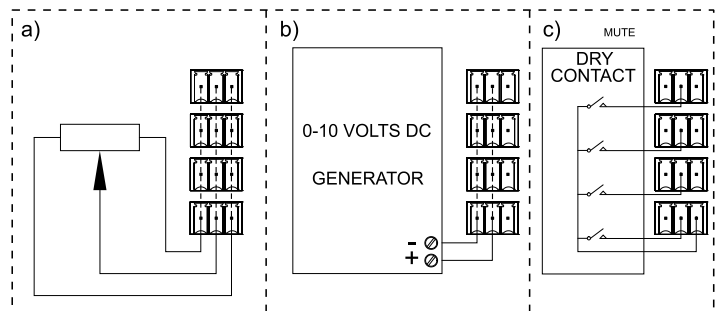 a)
b)
0-10 VOLTS DC
GENERATOR
-
+
c)
MUTE
DRY
CONTACT